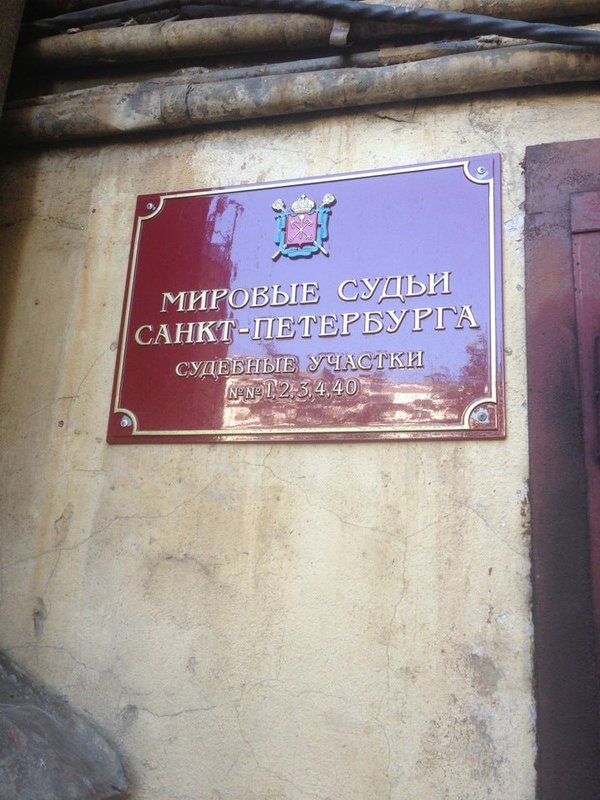 МИРОВЫЕ СУДЬИ
САНКТ-ПЕТЕРБУРГА
СУДЕБНЫЕ УЧАСТКИ
№№ 1, 2, 3, 4, 40